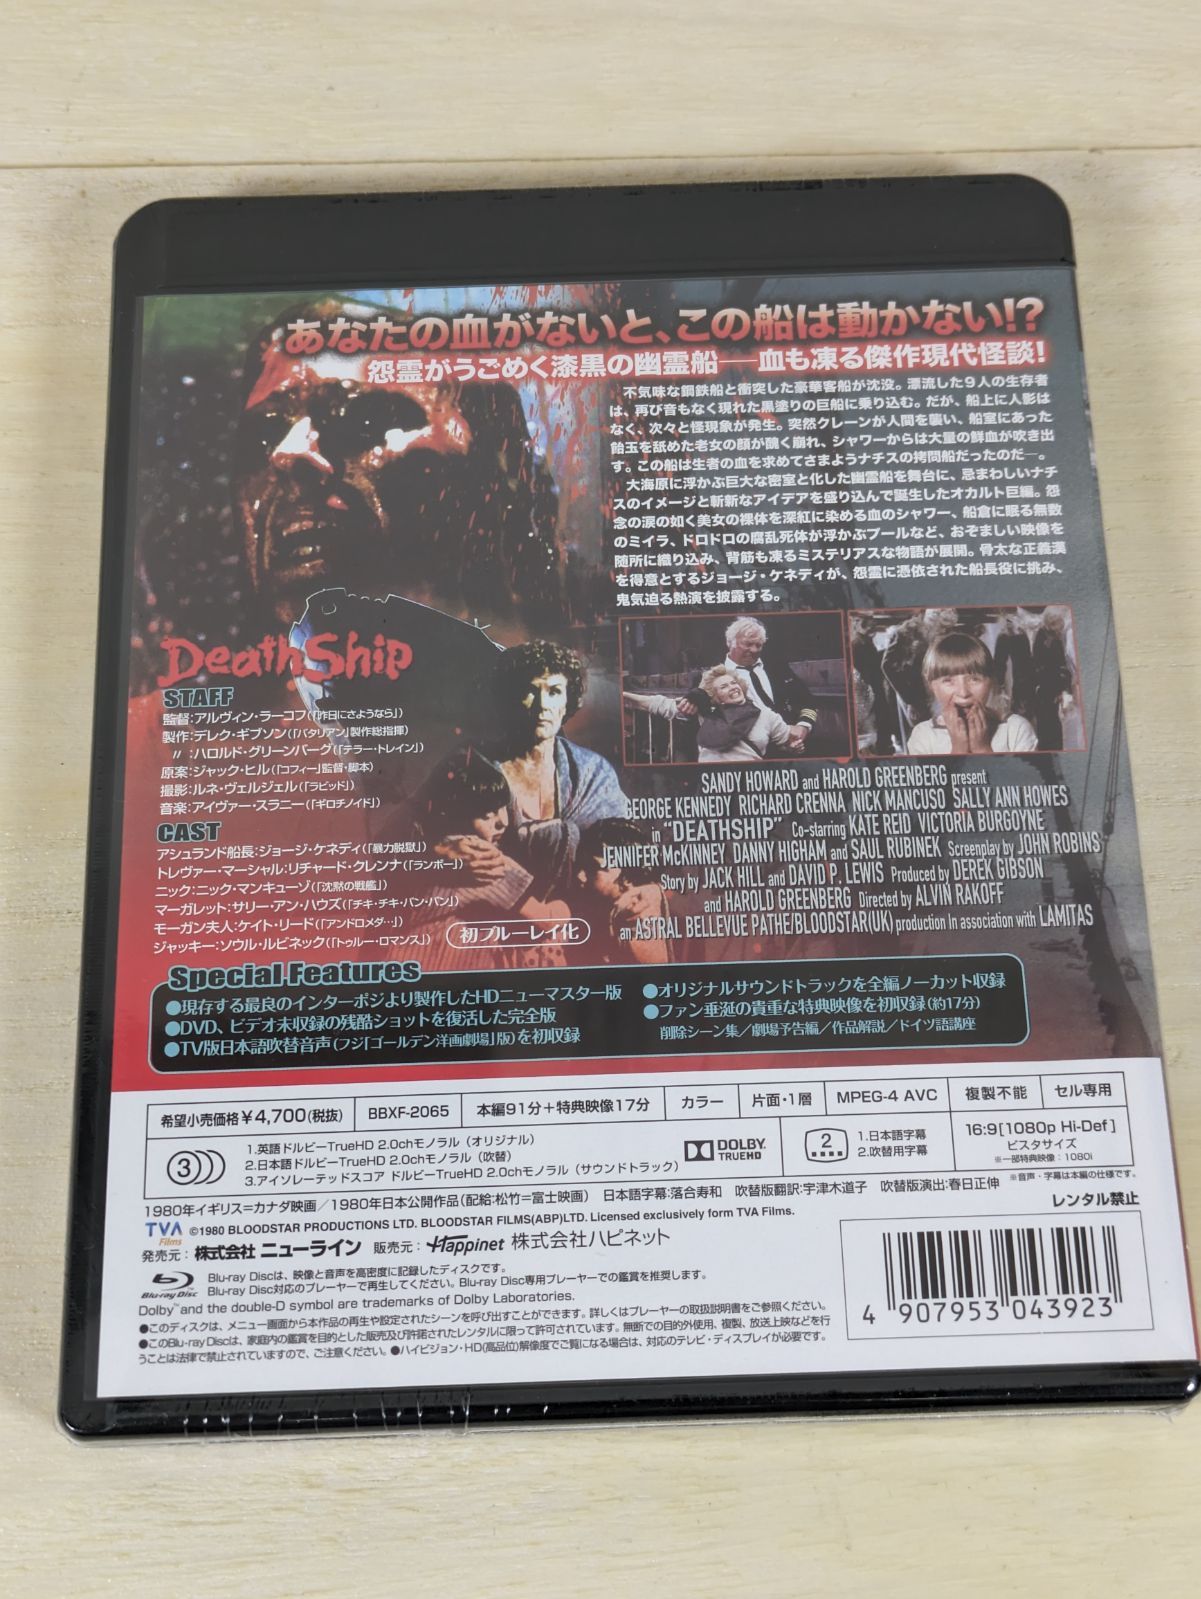 あなたの血がないと、この船は動かない!?
怨霊がうごめく漆黒の幽霊船──血も凍る傑作現代怪談!
不気味な鋼鉄船と衝突した豪華客船が沈没。漂流した9人の生存者
は、再び音もなく現れた黒塗りの巨船に乗り込む。だが、船上に人影は
なく、次々と怪現象が発生。突然クレーンが人間を襲い、船室にあった
飴玉を舐めた老女の顔が醜く崩れ、シャワーからは大量の鮮血が吹き出
す。この船は生者の血を求めてさまようナチスの拷問船だったのだ─。
大海原に浮かぶ巨大な密室と化した幽霊船を舞台に、忌まわしいナチ
スのイメージと斬新なアイデアを盛り込んで誕生したオカルト巨編。怨
念の涙の如く美女の裸体を深紅に染める血のシャワー、船倉に眠る無数
のミイラ、ドロドロの腐乱死体が浮かぶプールなど、おぞましい映像を
随所に織り込み、背筋も凍るミステリアスな物語が展開。骨太な正義漢
を得意とするジョージ・ケネディが、怨霊に憑依された船長役に挑み、
鬼気迫る熱演を披露する。
Death Ship
STAFF
監督:アルヴィン・ラーコフ(「昨日にさようなら」)
製作:デレク・ギブソン(「バタリアン」製作総指揮)
〃:ハロルド・グリーンバーグ(「テラー・トレイン」)
原案:ジャック・ヒル(「コフィー」監督・脚本)
撮影:ルネ・ヴェルジェル(「ラビッド」)
音楽:アイヴァー・スラニー(「ギロチノイド」)
CAST
アシュランド船長:ジョージ・ケネディ(「暴力脱獄」)
トレヴァー・マーシャル:リチャード・クレンナ(「ランボー」)
ニック:ニック・マンキューゾ(「沈黙の戦艦」)
マーガレット:サリー・アン・ハウズ(「チキ・チキ・バン・バン」)
モーガン夫人:ケイト・リード(「アンドロメダ…」)
ジャッキー:ソウル・ルビネック(「トゥルー・ロマンス」)
初ブルーレイ化
SANDY HOWARD and HAROLD GREENBERG present
GEORGE KENNEDY RICHARD CRENNA NICK MANCUSO SALLY ANN HOWES
in "DEATHSHIP" Co-starring KATE REID VICTORIA BURGOYNE
JENNIFER McKINNEY DANNY HIGHAM and SAUL RUBINEK Screenplay by JOHN ROBINS
Story by JACK HILL and DAVID P. LEWIS Produced by DEREK GIBSON
and HAROLD GREENBERG Directed by ALVIN RAKOFF
an ASTRAL BELLEVUE PATHE/BLOODSTAR(UK) production in association with LAMITAS
Special Features
●現存する最良のインターポジより製作したHDニューマスター版
●DVD、ビデオ未収録の残酷ショットを復活した完全版
●TV版日本語吹替音声(フジ「ゴールデン洋画劇場」版)を初収録
●オリジナルサウンドトラックを全編ノーカット収録
●ファン垂涎の貴重な特典映像を初収録(約17分)
削除シーン集/劇場予告編/作品解説/ドイツ語講座
希望小売価格¥4,700(税抜) BBXF-2065 本編91分+特典映像17分 カラー 片面・1層 MPEG-4 AVC 複製不能 セル専用
3 1.英語ドルビーTrueHD 2.0chモノラル(オリジナル)
2.日本語ドルビーTrueHD 2.0chモノラル(吹替)
3.アイソレーテッドスコア ドルビーTrueHD 2.0chモノラル(サウンドトラック)
DOLBY
TRUEHD
2 1.日本語字幕
2.吹替用字幕
16:9[1080p Hi-Def]
ビスタサイズ
※一部特典映像:1080i
※音声・字幕は本編の仕様です。
1980年イギリス=カナダ映画/1980年日本公開作品(配給:松竹=富士映画) 日本語字幕:落合寿和 吹替版翻訳:宇津木道子 吹替版演出:春日正伸
レンタル禁止
TVA Films ©1980 BLOODSTAR PRODUCTIONS LTD. BLOODSTAR FILMS(ABP)LTD. Licensed exclusively form TVA Films.
発売元:株式会社 ニューライン 販売元:Happinet 株式会社ハピネット
Blu-ray Disc
Blu-ray Discは、映像と音声を高密度に記録したディスクです。
Blu-ray Disc対応のプレーヤーで再生してください。Blu-ray Disc専用プレーヤーでの鑑賞を推奨します。
Dolby™and the double-D symbol are trademarks of Dolby Laboratories.
●このディスクは、メニュー画面から本作品の再生や設定されたシーンを呼び出すことができます。詳しくはプレーヤーの取扱説明書をご参照ください。
●このBlu-ray Discは、家庭内の鑑賞を目的とした販売及び許諾されたレンタルに限って許可されています。無断での目的外使用、複製、放送上映などを行
うことは法律で禁止されていますので、ご注意ください。●ハイビジョン・HD(高品位)解像度でご覧になる場合は、対応のテレビ・ディスプレイが必要です。
4 907953 043923